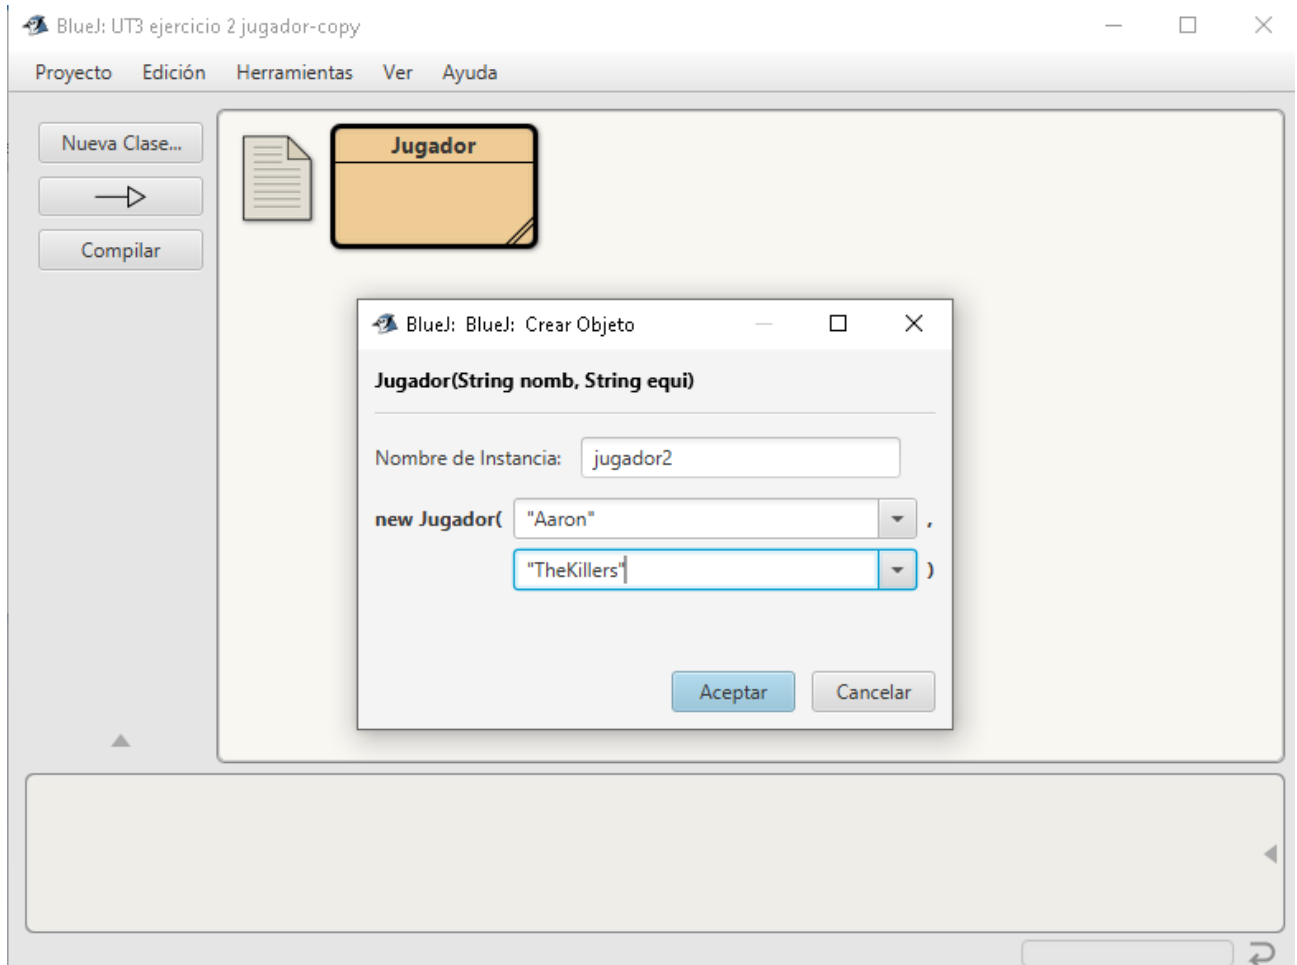 BlueJ: UT3 ejercicio 2 jugador-copy
Proyecto Edición Herramientas Ver Ayuda
Nueva Clase...
Jugador
Compilar
BlueJ: BlueJ: Crear Objeto
Jugador(String nomb, String equi)
Nombre de Instancia: jugador2
new Jugador( "Aaron" ,
"TheKillers" )
Aceptar Cancelar